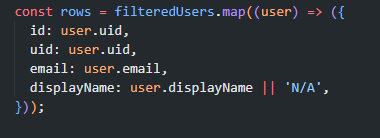 const rows = filteredUsers.map((user) => ({
  id: user.uid,
  uid: user.uid,
  email: user.email,
  displayName: user.displayName || 'N/A',
}));